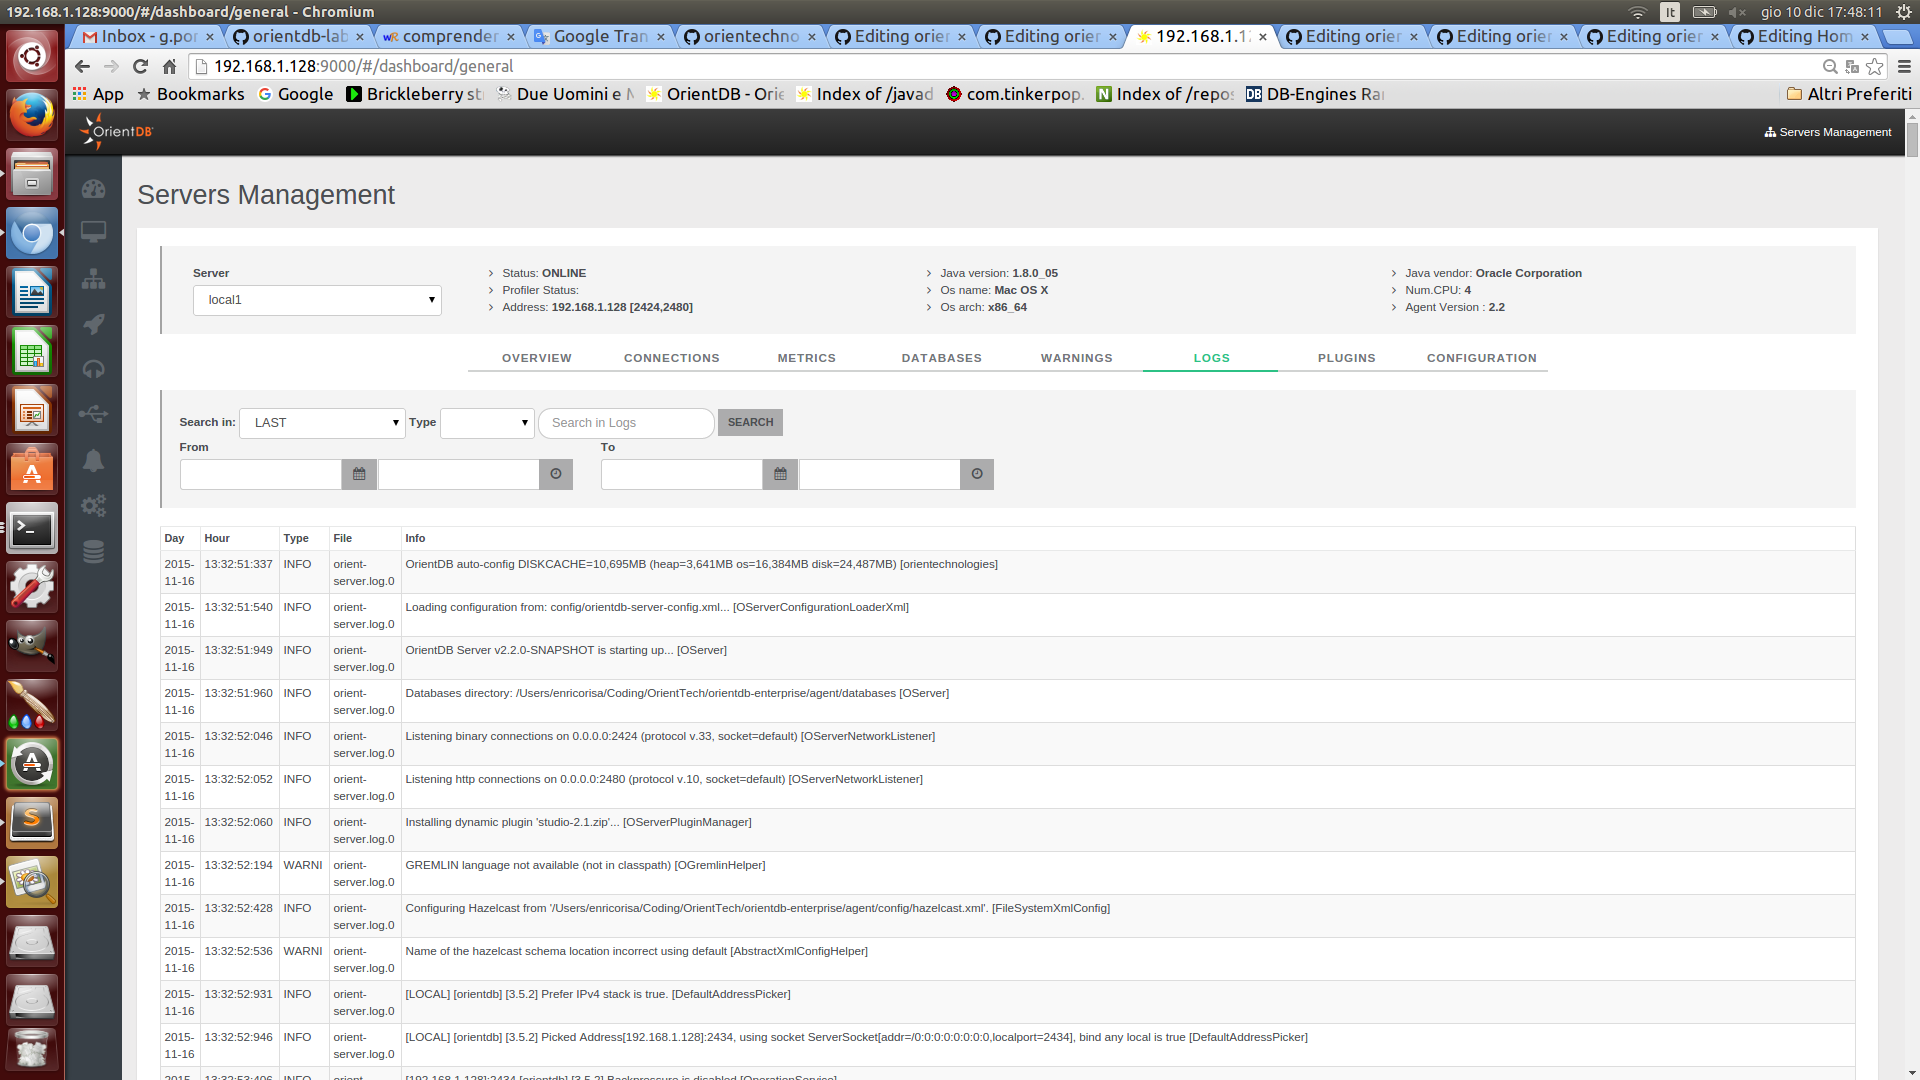 192.168.1.128:9000/#/dashboard/general - Chromium
It
gio 10 dic 17:48:11
Inbox - g.por
orientdb-lab
comprender
Google Tran
orientechno
Editing orier
Editing orier
192.168.1.12
Editing orier
Editing orier
Editing orier
Editing Hom
192.168.1.128:9000/#/dashboard/general
App
Bookmarks
Google
Brickleberry st
Due Uomini e M
OrientDB - Orie
Index of /javad
com.tinkerpop.
Index of /repos
DB-Engines Ran
Altri Preferiti
OrientDB
Servers Management
Servers Management
Server
local1
Status: ONLINE
Profiler Status:
Address: 192.168.1.128 [2424,2480]
Java version: 1.8.0_05
Os name: Mac OS X
Os arch: x86_64
Java vendor: Oracle Corporation
Num.CPU: 4
Agent Version : 2.2
OVERVIEW CONNECTIONS METRICS DATABASES WARNINGS LOGS PLUGINS CONFIGURATION
Search in: LAST Type Search in Logs SEARCH
From To
Day Hour Type File Info
2015-11-16 13:32:51:337 INFO orient-server.log.0 OrientDB auto-config DISKCACHE=10,695MB (heap=3,641MB os=16,384MB disk=24,487MB) [orientechnologies]
2015-11-16 13:32:51:540 INFO orient-server.log.0 Loading configuration from: config/orientdb-server-config.xml... [OServerConfigurationLoaderXml]
2015-11-16 13:32:51:949 INFO orient-server.log.0 OrientDB Server v2.2.0-SNAPSHOT is starting up... [OServer]
2015-11-16 13:32:51:960 INFO orient-server.log.0 Databases directory: /Users/enricorisa/Coding/OrientTech/orientdb-enterprise/agent/databases [OServer]
2015-11-16 13:32:52:046 INFO orient-server.log.0 Listening binary connections on 0.0.0.0:2424 (protocol v.33, socket=default) [OServerNetworkListener]
2015-11-16 13:32:52:052 INFO orient-server.log.0 Listening http connections on 0.0.0.0:2480 (protocol v.10, socket=default) [OServerNetworkListener]
2015-11-16 13:32:52:060 INFO orient-server.log.0 Installing dynamic plugin 'studio-2.1.zip'... [OServerPluginManager]
2015-11-16 13:32:52:194 WARNI orient-server.log.0 GREMLIN language not available (not in classpath) [OGremlinHelper]
2015-11-16 13:32:52:428 INFO orient-server.log.0 Configuring Hazelcast from '/Users/enricorisa/Coding/OrientTech/orientdb-enterprise/agent/config/hazelcast.xml'. [FileSystemXmlConfig]
2015-11-16 13:32:52:536 WARNI orient-server.log.0 Name of the hazelcast schema location incorrect using default [AbstractXmlConfigHelper]
2015-11-16 13:32:52:931 INFO orient-server.log.0 [LOCAL] [orientdb] [3.5.2] Prefer IPv4 stack is true. [DefaultAddressPicker]
2015-11-16 13:32:52:946 INFO orient-server.log.0 [LOCAL] [orientdb] [3.5.2] Picked Address[192.168.1.128]:2434, using socket ServerSocket[addr=/0:0:0:0:0:0:0:0,localport=2434], bind any local is true [DefaultAddressPicker]
2015- 13:32:53:406 INFO orient- [192.168.1.128]:2434 [orientdb] [3.5.2] Backpressure is disabled [OperationService]